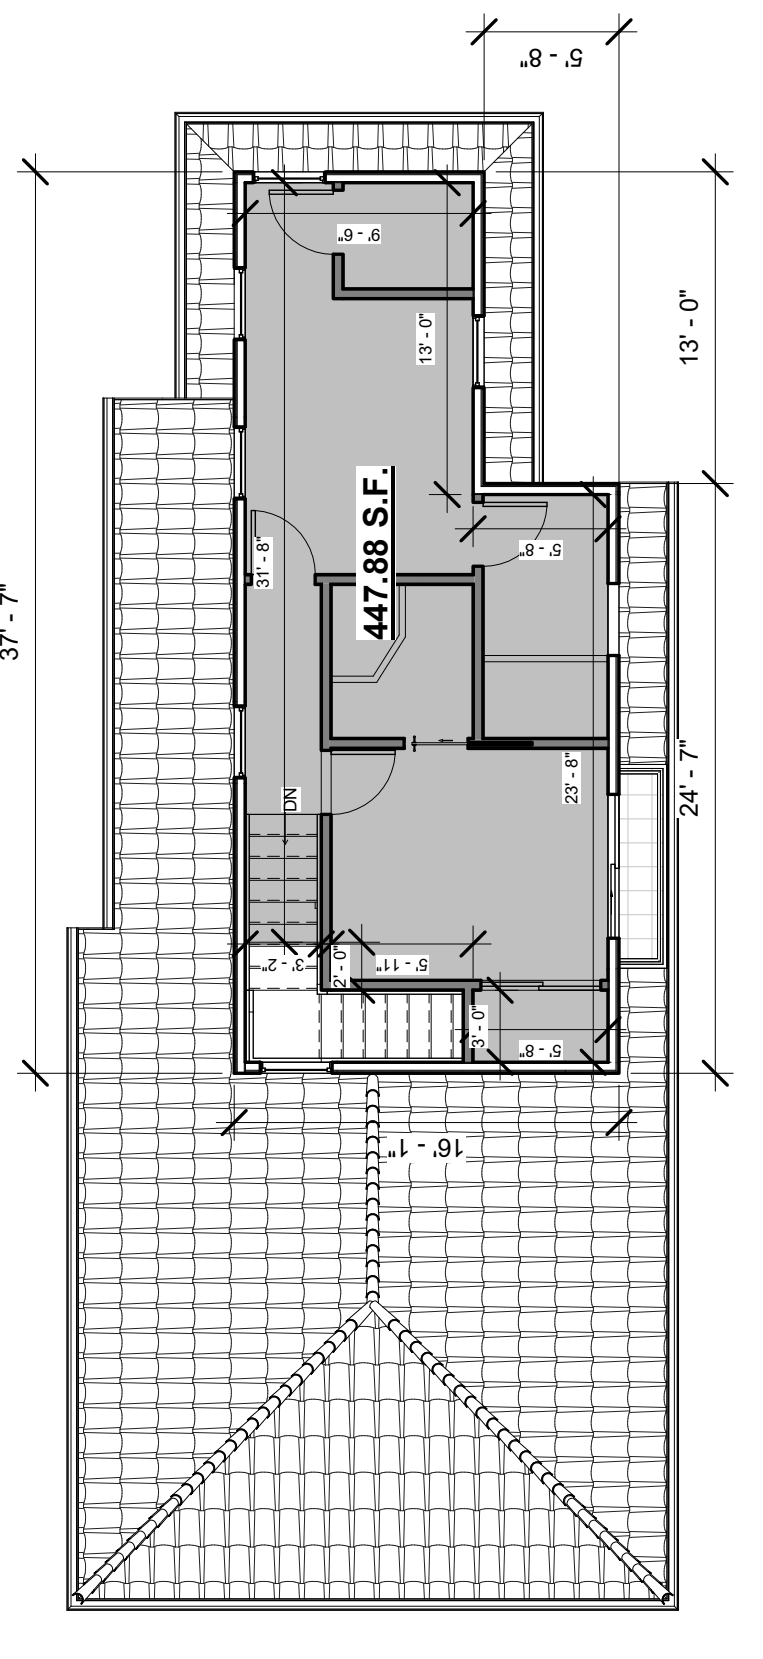 5' - 8"
9' - 6"
13' - 0"
13' - 0"
447.88 S.F.
5' - 8"
31' - 8"
37' - 7"
23' - 8"
24' - 7"
DN
3' - 2"
2' - 0"
5' - 11"
3' - 0"
5' - 8"
16' - 1"